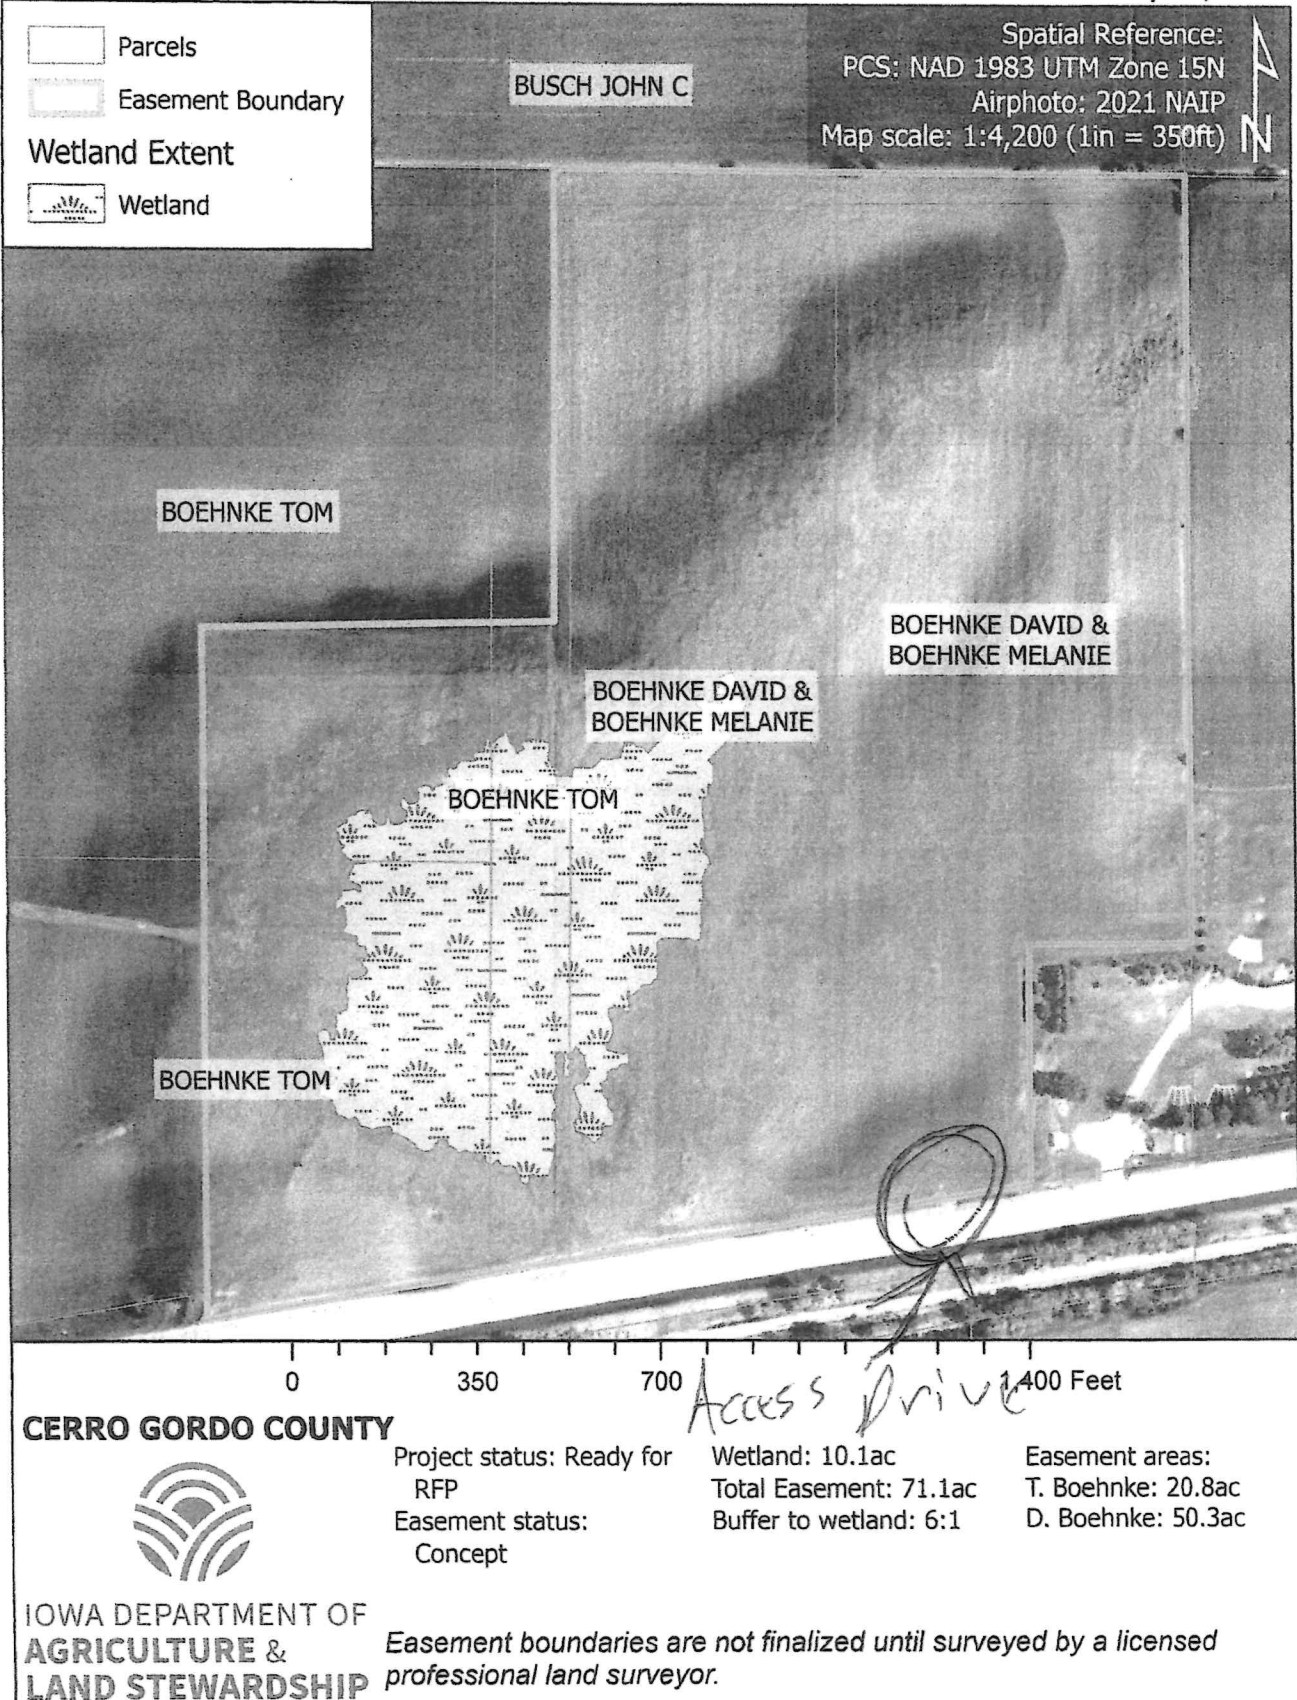 Parcels
Easement Boundary
Wetland Extent
Wetland
Spatial Reference:
PCS: NAD 1983 UTM Zone 15N
Airphoto: 2021 NAIP
Map scale: 1:4,200 (1in = 350ft)
N
BUSCH JOHN C
BOEHNKE TOM
BOEHNKE DAVID &
BOEHNKE MELANIE
BOEHNKE DAVID &
BOEHNKE MELANIE
BOEHNKE TOM
BOEHNKE TOM
0 350 700 1,400 Feet
Access Drive
CERRO GORDO COUNTY
Project status: Ready for
RFP
Easement status:
Concept
Wetland: 10.1ac
Total Easement: 71.1ac
Buffer to wetland: 6:1
Easement areas:
T. Boehnke: 20.8ac
D. Boehnke: 50.3ac
IOWA DEPARTMENT OF
AGRICULTURE &
LAND STEWARDSHIP
Easement boundaries are not finalized until surveyed by a licensed
professional land surveyor.